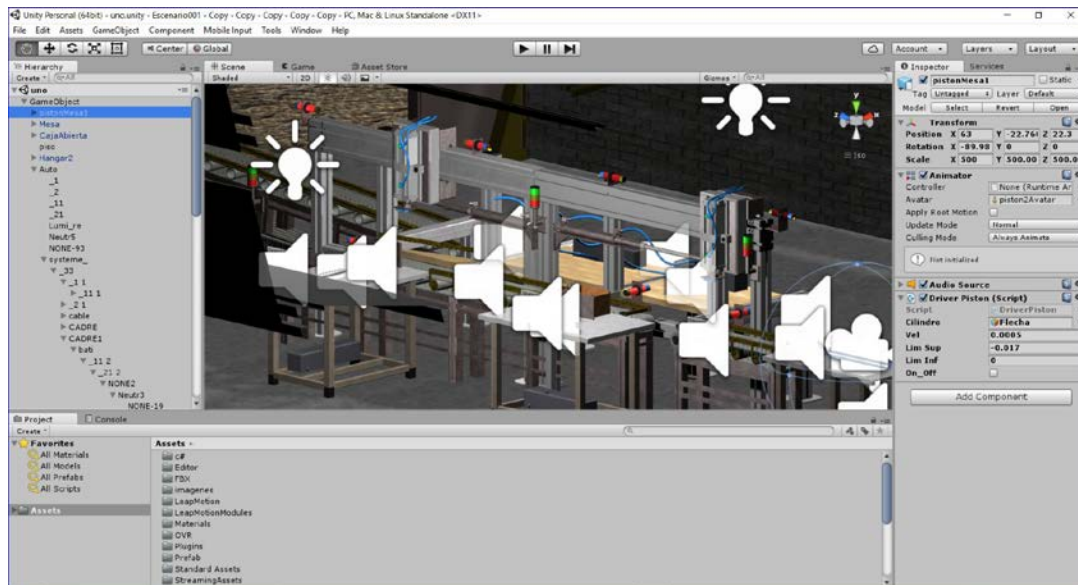 Unity Personal (64bit) - uno.unity - Escenario001 - Copy - Copy - Copy - Copy - Copy - PC, Mac & Linux Standalone <DX11>
File Edit Assets GameObject Component Mobile Input Tools Window Help
Center Global Account Layers Layout
Hierarchy
Create
uno
GameObject
pistonMesa1
Mesa
CajaAbierta
piso
Hangar2
Auto
_1
_2
_11
_21
Lumi_re
Neutr5
NONE-93
systeme_
_33
_1 1
_11 1
_2 1
cable
CADRE
CADRE1
bati
_11 2
_21 2
NONE2
Neutr3
NONE-19
Scene Game Asset Store
Shaded 2D Gizmos
y
x
z
Iso
Inspector Services
pistonMesa1 Static
Tag Untagged Layer Default
Model Select Revert Open
Transform
Position X 63 Y -22.76 Z 22.3
Rotation X -89.98 Y 0 Z 0
Scale X 500 Y 500.00 Z 500.0
Animator
Controller None (Runtime Ar
Avatar piston2Avatar
Apply Root Motion
Update Mode Normal
Culling Mode Always Animate
Not initialized
Audio Source
Driver Piston (Script)
Script DriverPiston
Cilindro Flecha
Vel 0.0005
Lim Sup -0.017
Lim Inf 0
On_Off
Add Component
Project Console
Create
Favorites
All Materials
All Models
All Prefabs
All Scripts
Assets
Assets
c#
Editor
FBX
imagenes
LeapMotion
LeapMotionModules
Materials
OVR
Plugins
Prefab
Standard Assets
StreamingAssets